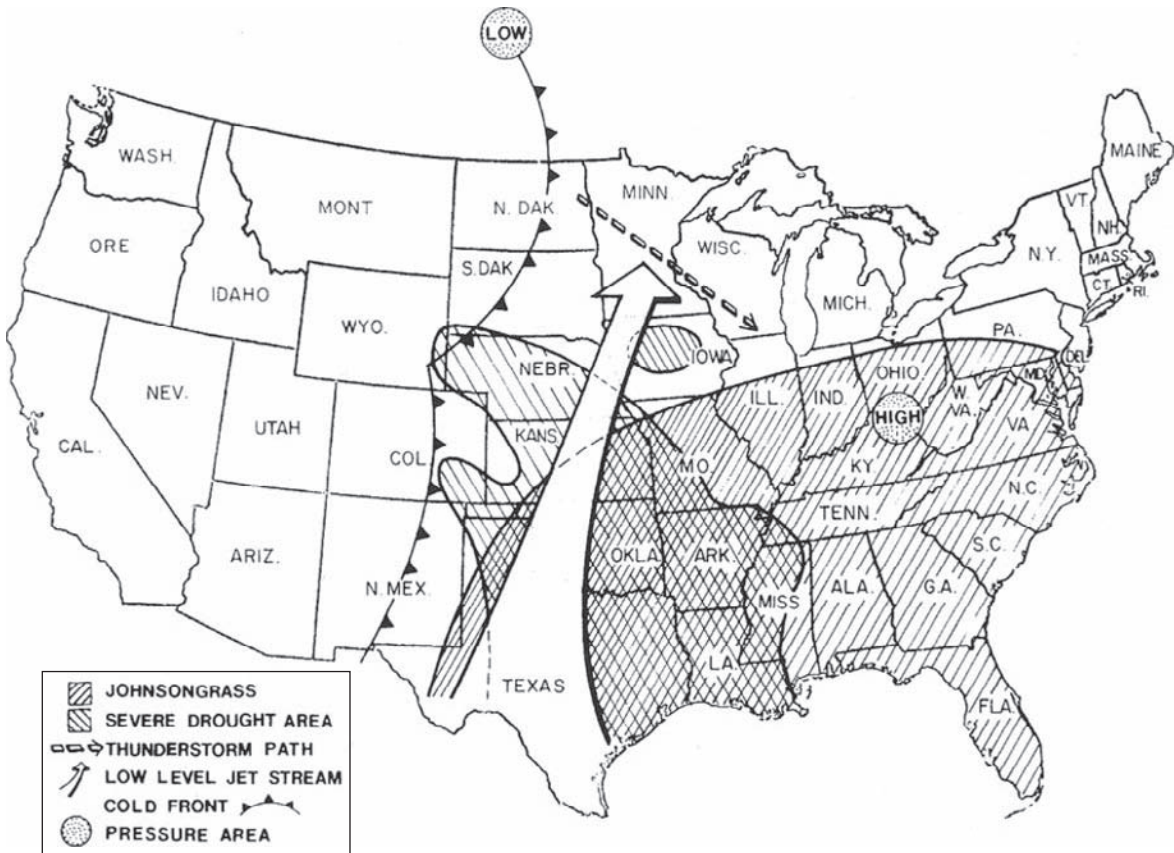 LOW
WASH.
MAINE
MONT
N. DAK.
MINN.
VT.
NH.
ORE
S. DAK
WISC.
N.Y.
MASS.
IDAHO
MICH.
CT.
RI.
WYO.
PA.
NEBR.
IOWA
OHIO
DEL.
MD.
NEV.
ILL.
IND.
W.
VA.
HIGH
UTAH
COL
KANS
VA.
CAL.
MO.
KY.
N.C.
TENN.
ARIZ.
OKLA.
ARK.
S.C.
N. MEX.
MISS
ALA.
G.A.
LA.
TEXAS
FLA.
JOHNSONGRASS
SEVERE DROUGHT AREA
THUNDERSTORM PATH
LOW LEVEL JET STREAM
COLD FRONT
PRESSURE AREA